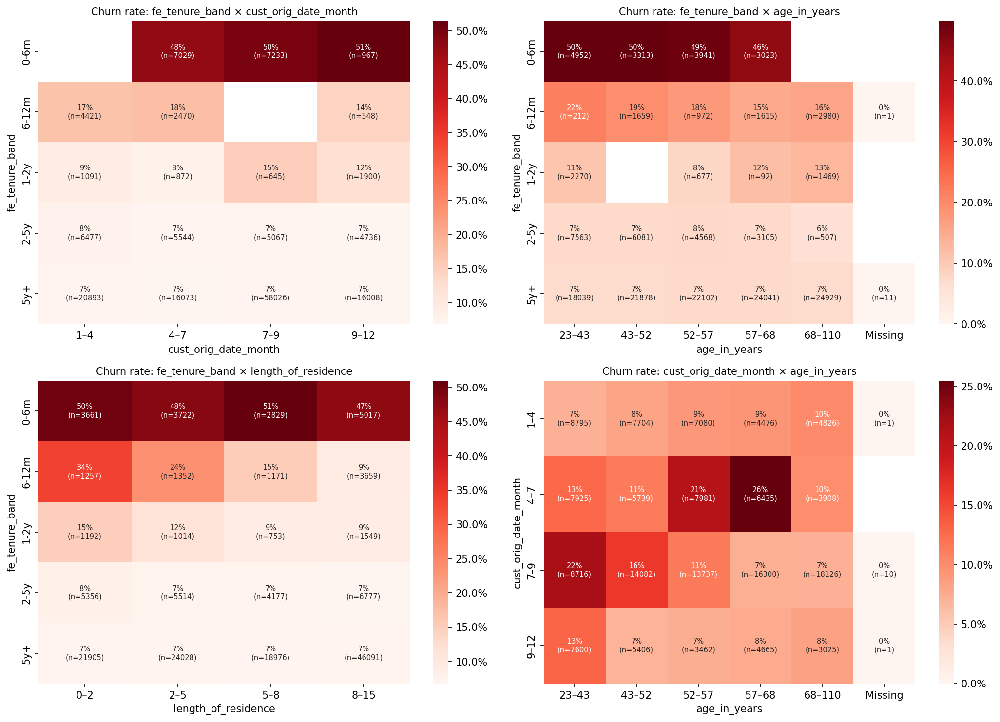 Churn rate: fe_tenure_band × cust_orig_date_month
fe_tenure_band
0-6m
48%
(n=7029)
50%
(n=7233)
51%
(n=967)
6-12m
17%
(n=4421)
18%
(n=2470)
14%
(n=548)
1-2y
9%
(n=1091)
8%
(n=872)
15%
(n=645)
12%
(n=1900)
2-5y
8%
(n=6477)
7%
(n=5544)
7%
(n=5067)
7%
(n=4736)
5y+
7%
(n=20893)
7%
(n=16073)
7%
(n=58026)
7%
(n=16008)
1–4
4–7
7–9
9–12
cust_orig_date_month
50.0%
45.0%
40.0%
35.0%
30.0%
25.0%
20.0%
15.0%
10.0%
Churn rate: fe_tenure_band × age_in_years
fe_tenure_band
0-6m
50%
(n=4952)
50%
(n=3313)
49%
(n=3941)
46%
(n=3023)
6-12m
22%
(n=212)
19%
(n=1659)
18%
(n=972)
15%
(n=1615)
16%
(n=2980)
0%
(n=1)
1-2y
11%
(n=2270)
8%
(n=677)
12%
(n=92)
13%
(n=1469)
2-5y
7%
(n=7563)
7%
(n=6081)
8%
(n=4568)
7%
(n=3105)
6%
(n=507)
5y+
7%
(n=18039)
7%
(n=21878)
7%
(n=22102)
7%
(n=24041)
7%
(n=24929)
0%
(n=11)
23–43
43–52
52–57
57–68
68–110
Missing
age_in_years
40.0%
30.0%
20.0%
10.0%
0.0%
Churn rate: fe_tenure_band × length_of_residence
fe_tenure_band
0-6m
50%
(n=3661)
48%
(n=3722)
51%
(n=2829)
47%
(n=5017)
6-12m
34%
(n=1257)
24%
(n=1352)
15%
(n=1171)
9%
(n=3659)
1-2y
15%
(n=1192)
12%
(n=1014)
9%
(n=753)
9%
(n=1549)
2-5y
8%
(n=5356)
7%
(n=5514)
7%
(n=4177)
7%
(n=6777)
5y+
7%
(n=21905)
7%
(n=24028)
7%
(n=18976)
7%
(n=46091)
0–2
2–5
5–8
8–15
length_of_residence
50.0%
45.0%
40.0%
35.0%
30.0%
25.0%
20.0%
15.0%
10.0%
Churn rate: cust_orig_date_month × age_in_years
cust_orig_date_month
1–4
7%
(n=8795)
8%
(n=7704)
9%
(n=7080)
9%
(n=4476)
10%
(n=4826)
0%
(n=1)
4–7
13%
(n=7925)
11%
(n=5739)
21%
(n=7981)
26%
(n=6435)
10%
(n=3908)
7–9
22%
(n=8716)
16%
(n=14082)
11%
(n=13737)
7%
(n=16300)
7%
(n=18126)
0%
(n=10)
9–12
13%
(n=7600)
7%
(n=5406)
7%
(n=3462)
8%
(n=4665)
8%
(n=3025)
0%
(n=1)
23–43
43–52
52–57
57–68
68–110
Missing
age_in_years
25.0%
20.0%
15.0%
10.0%
5.0%
0.0%